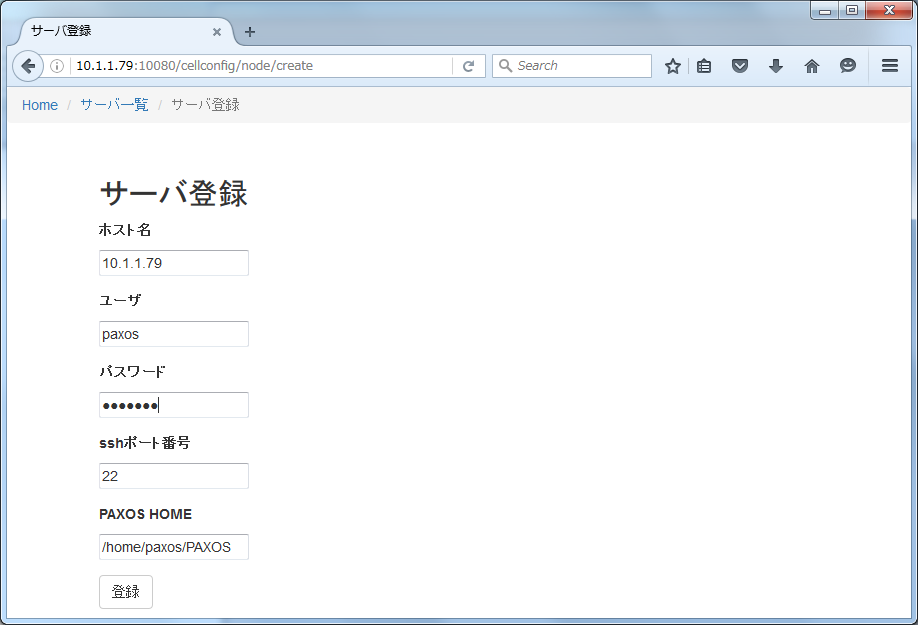 サーバ登録
10.1.1.79:10080/cellconfig/node/create
Search
Home / サーバ一覧 / サーバ登録
サーバ登録
ホスト名
10.1.1.79
ユーザ
paxos
パスワード
●●●●●●●
sshポート番号
22
PAXOS HOME
/home/paxos/PAXOS
登録